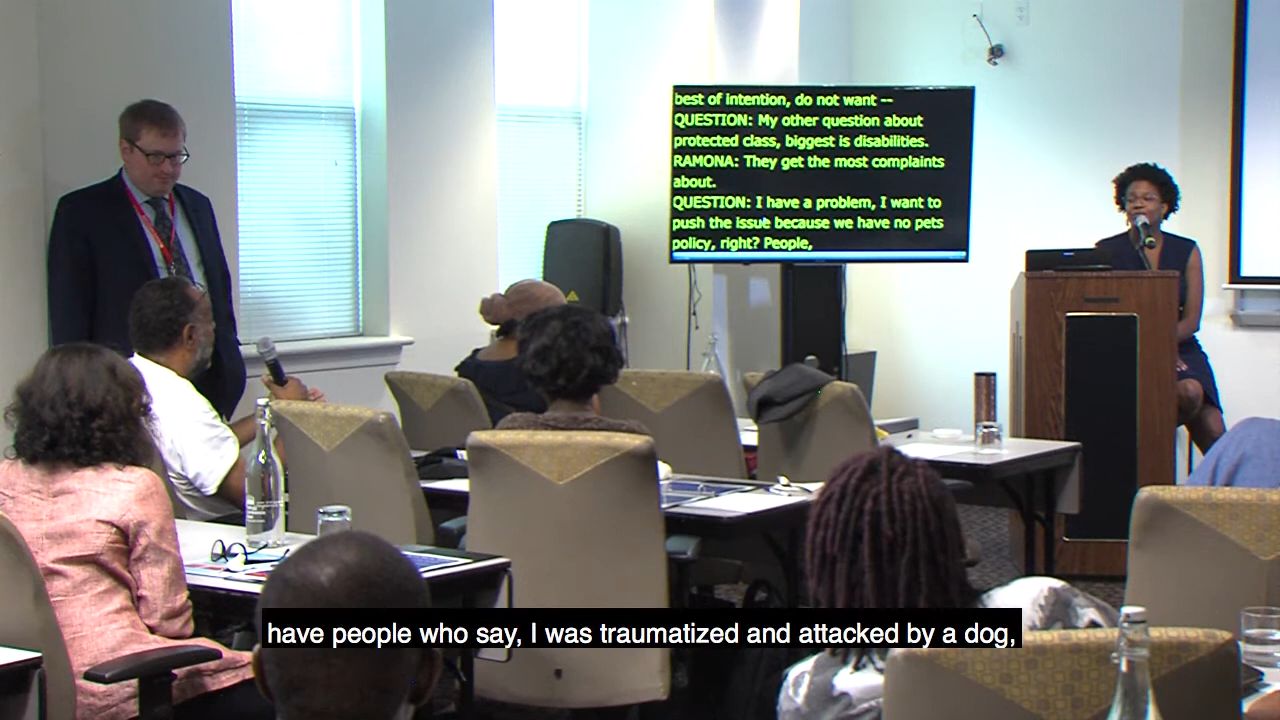 best of intention, do not want --
QUESTION: My other question about
protected class, biggest is disabilities.
RAMONA: They get the most complaints
about.
QUESTION: I have a problem, I want to
push the issue because we have no pets
policy, right? People,
have people who say, I was traumatized and attacked by a dog,